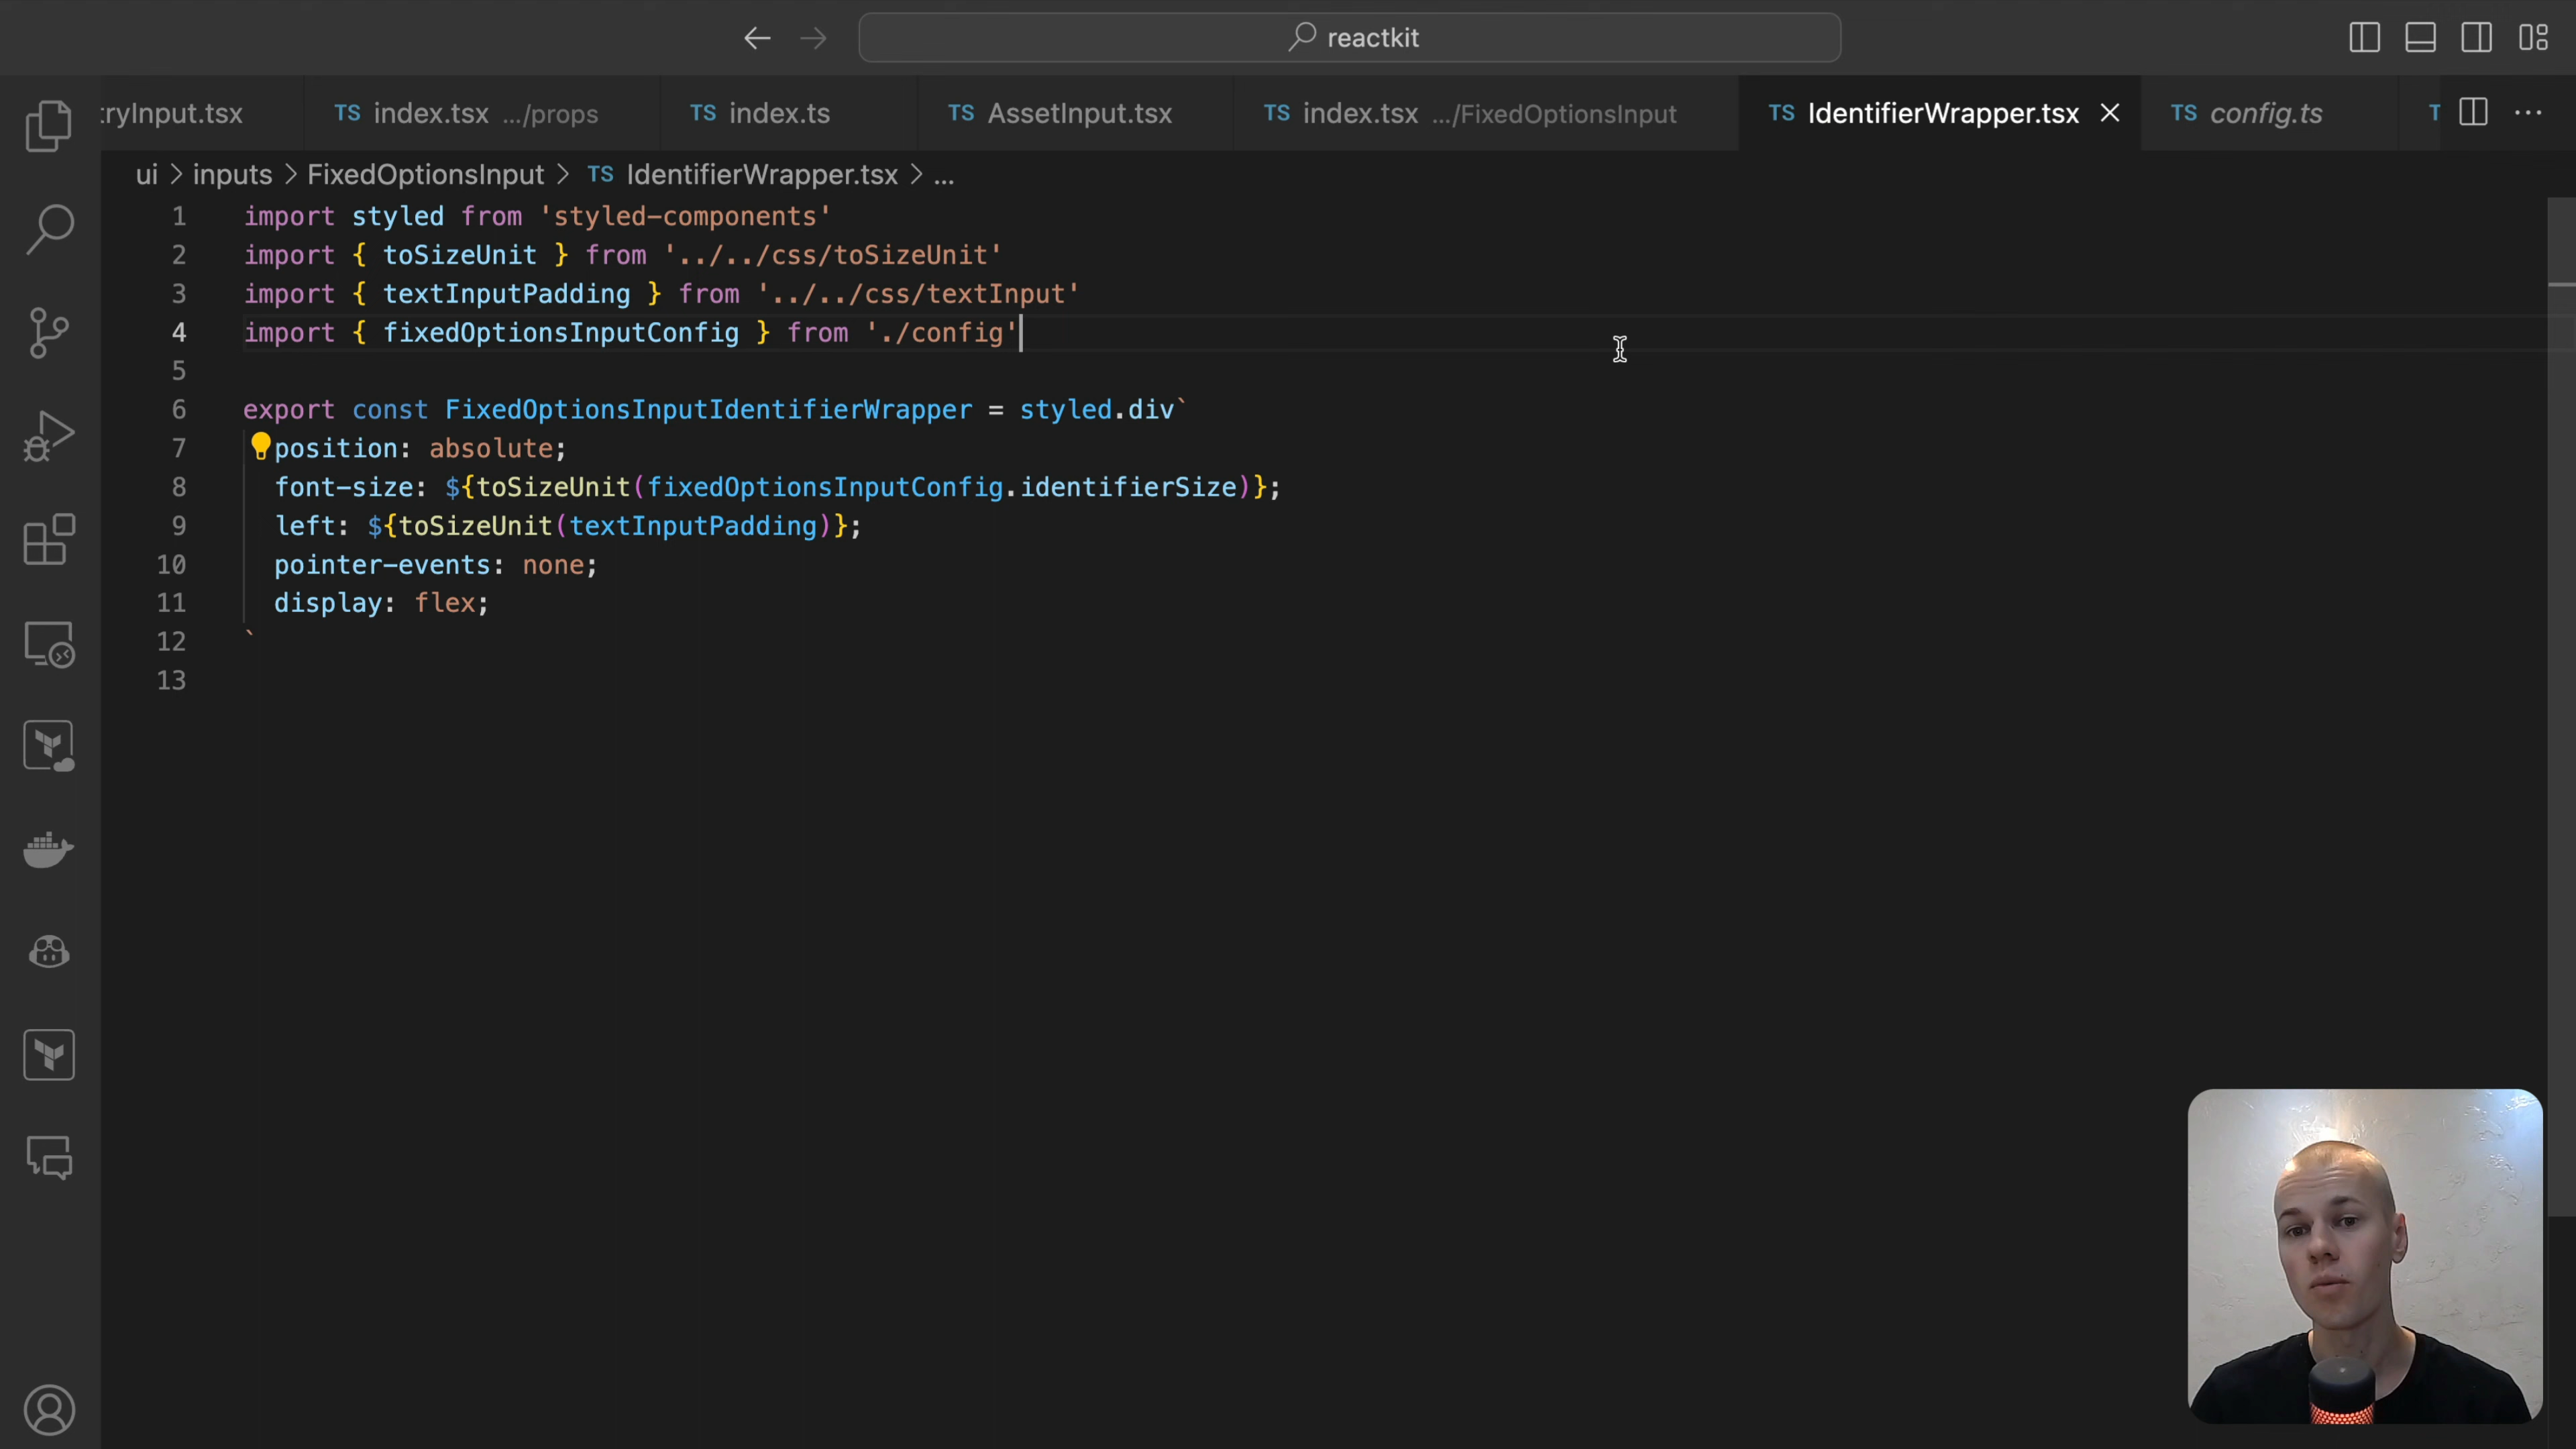 reactkit
ryInput.tsx
TS index.tsx .../props
TS index.ts
TS AssetInput.tsx
TS index.tsx .../FixedOptionsInput
TS IdentifierWrapper.tsx
TS config.ts
ui > inputs > FixedOptionsInput > TS IdentifierWrapper.tsx > ...
1 import styled from 'styled-components'
2 import { toSizeUnit } from '../../css/toSizeUnit'
3 import { textInputPadding } from '../../css/textInput'
4 import { fixedOptionsInputConfig } from './config'
5
6 export const FixedOptionsInputIdentifierWrapper = styled.div`
7 position: absolute;
8 font-size: ${toSizeUnit(fixedOptionsInputConfig.identifierSize)};
9 left: ${toSizeUnit(textInputPadding)};
10 pointer-events: none;
11 display: flex;
12 `
13